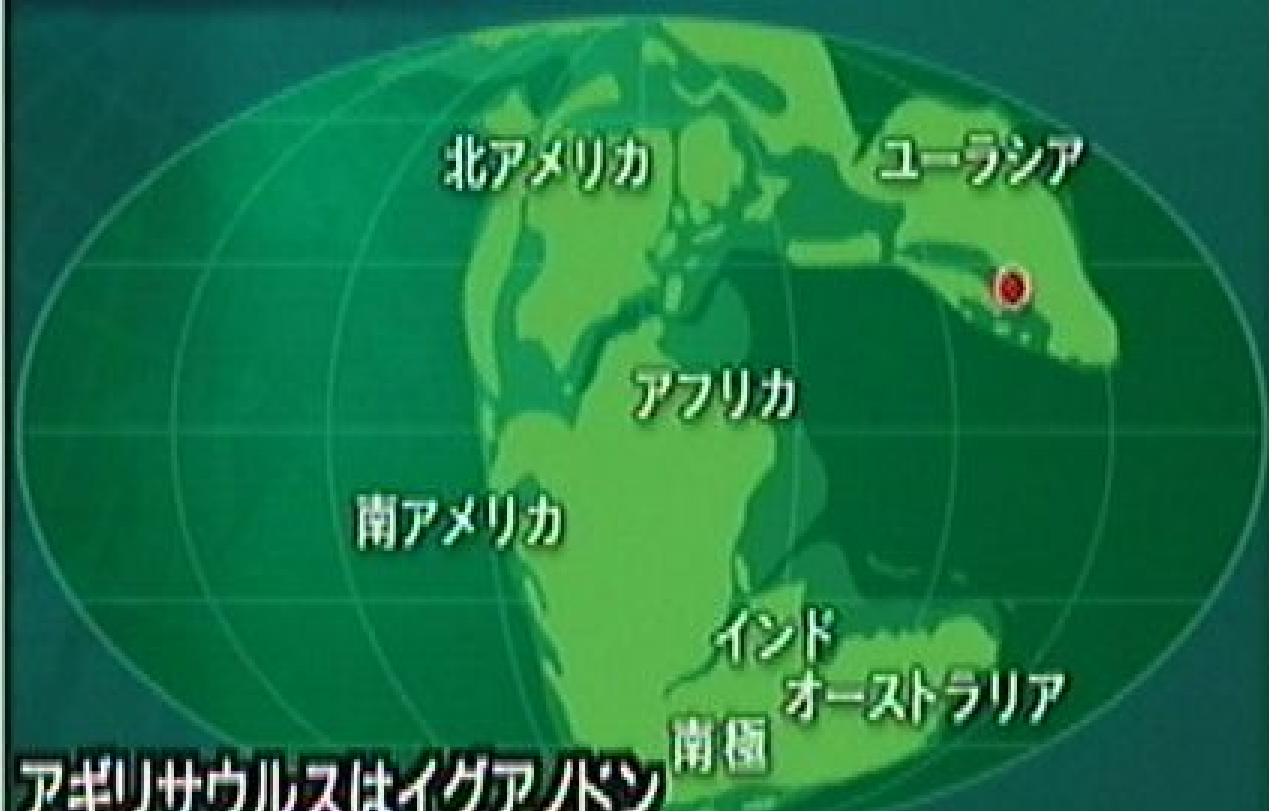 北アメリカ
ユーラシア
アフリカ
南アメリカ
インド
オーストラリア
南極
アギリサウルスはイグアノドン